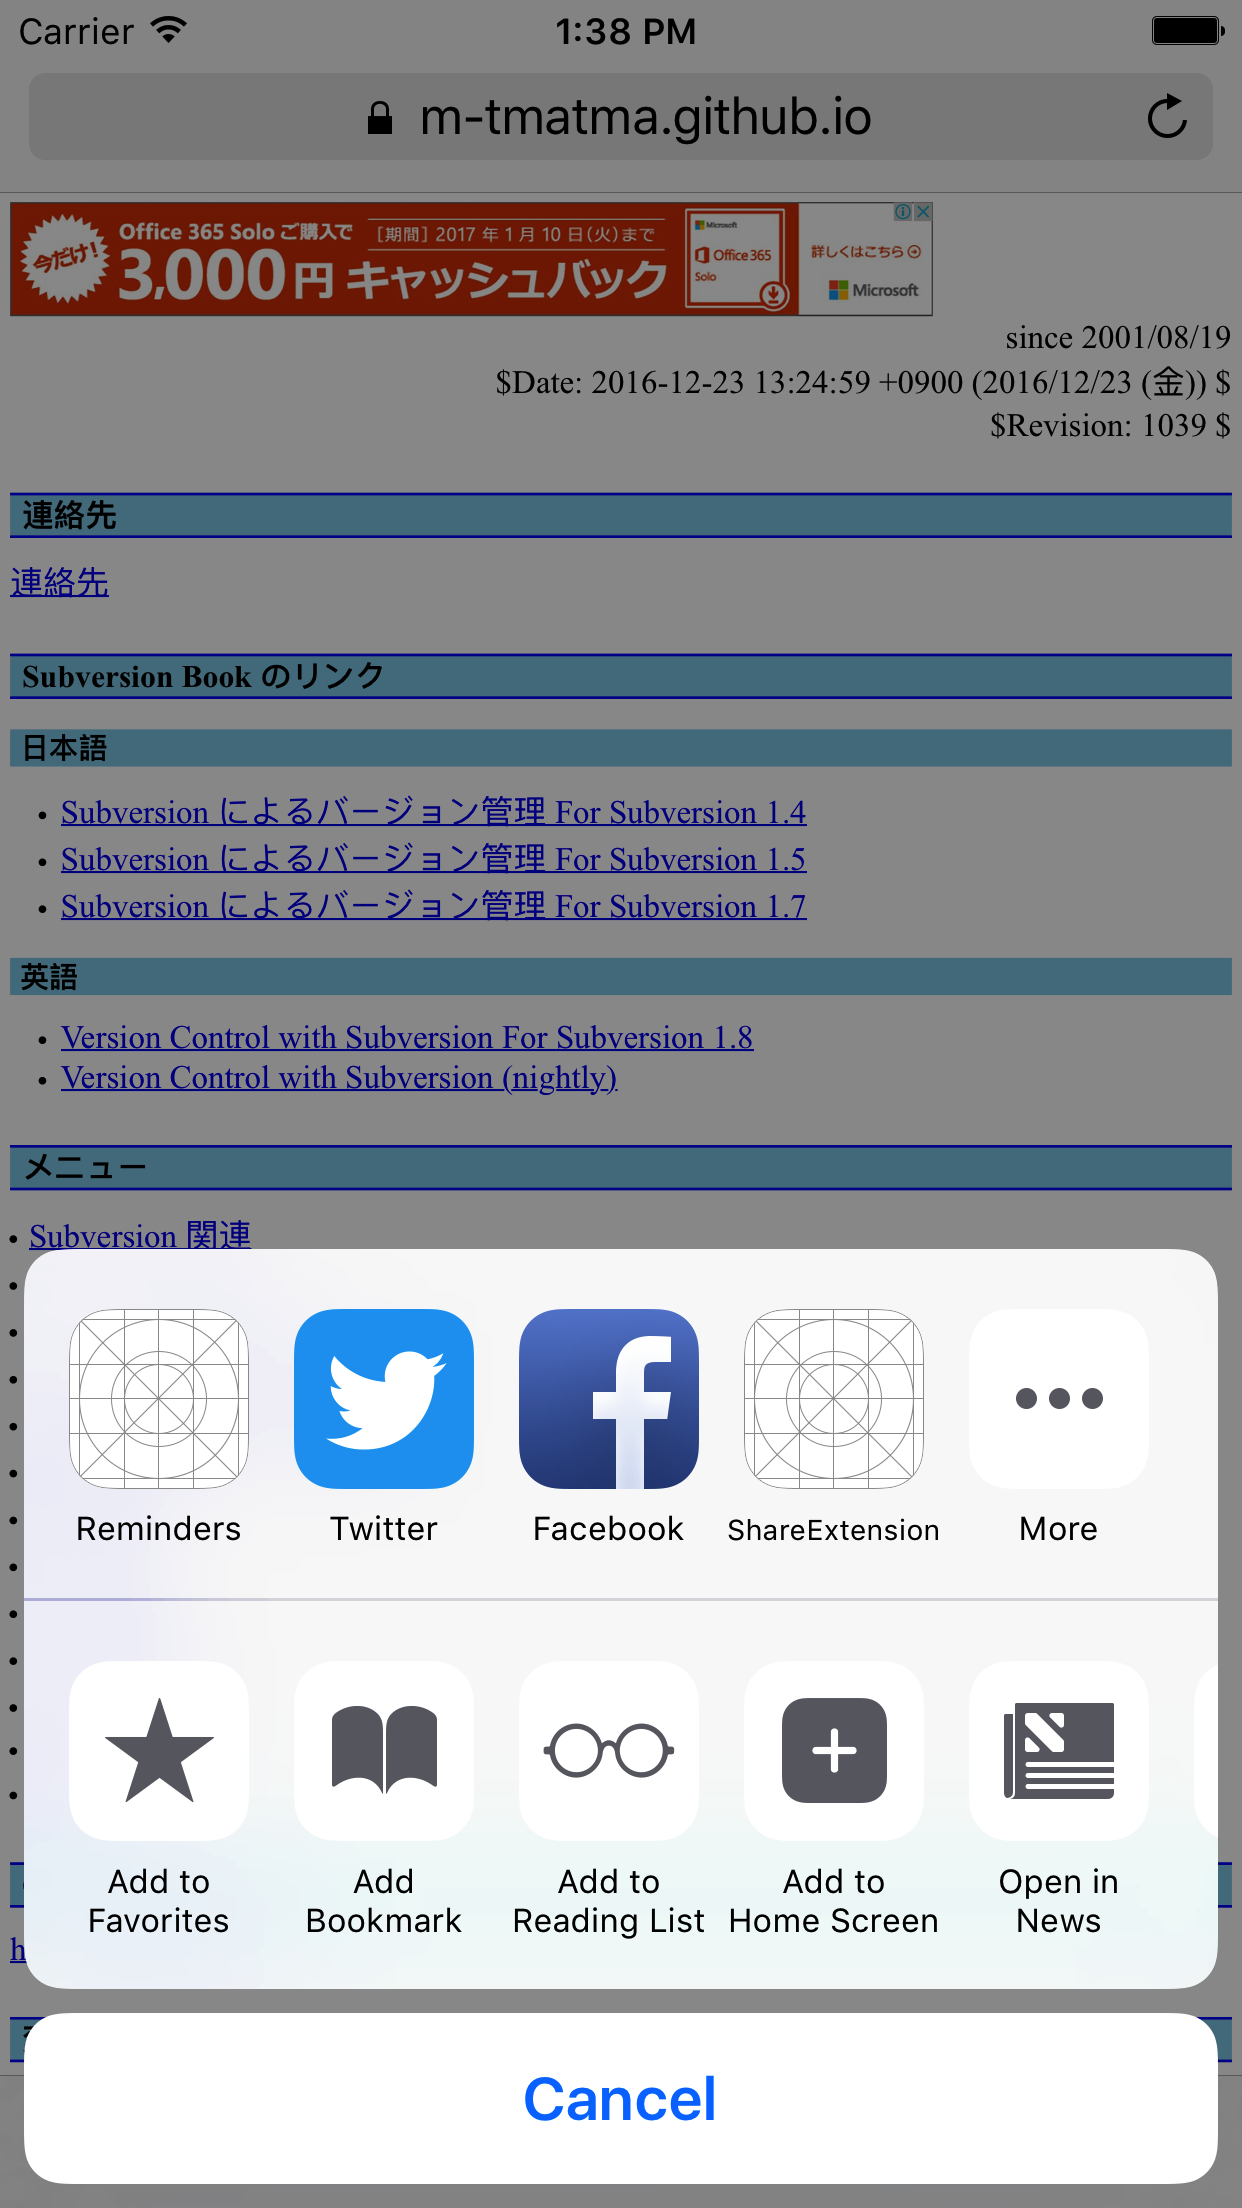 Carrier 1:38 PM
m-tmatma.github.io
今だけ!
Office 365 Solo ご購入で
[期間] 2017 年 1 月 10 日(火)まで
3,000円 キャッシュバック
Microsoft
Office 365
Solo
詳しくはこちら
Microsoft
since 2001/08/19
$Date: 2016-12-23 13:24:59 +0900 (2016/12/23 (金)) $
$Revision: 1039 $
連絡先
連絡先
Subversion Book のリンク
日本語
Subversion によるバージョン管理 For Subversion 1.4
Subversion によるバージョン管理 For Subversion 1.5
Subversion によるバージョン管理 For Subversion 1.7
英語
Version Control with Subversion For Subversion 1.8
Version Control with Subversion (nightly)
メニュー
Subversion 関連
Reminders Twitter Facebook ShareExtension More
Add to Add Add to Add to Open in
Favorites Bookmark Reading List Home Screen News
h
Cancel